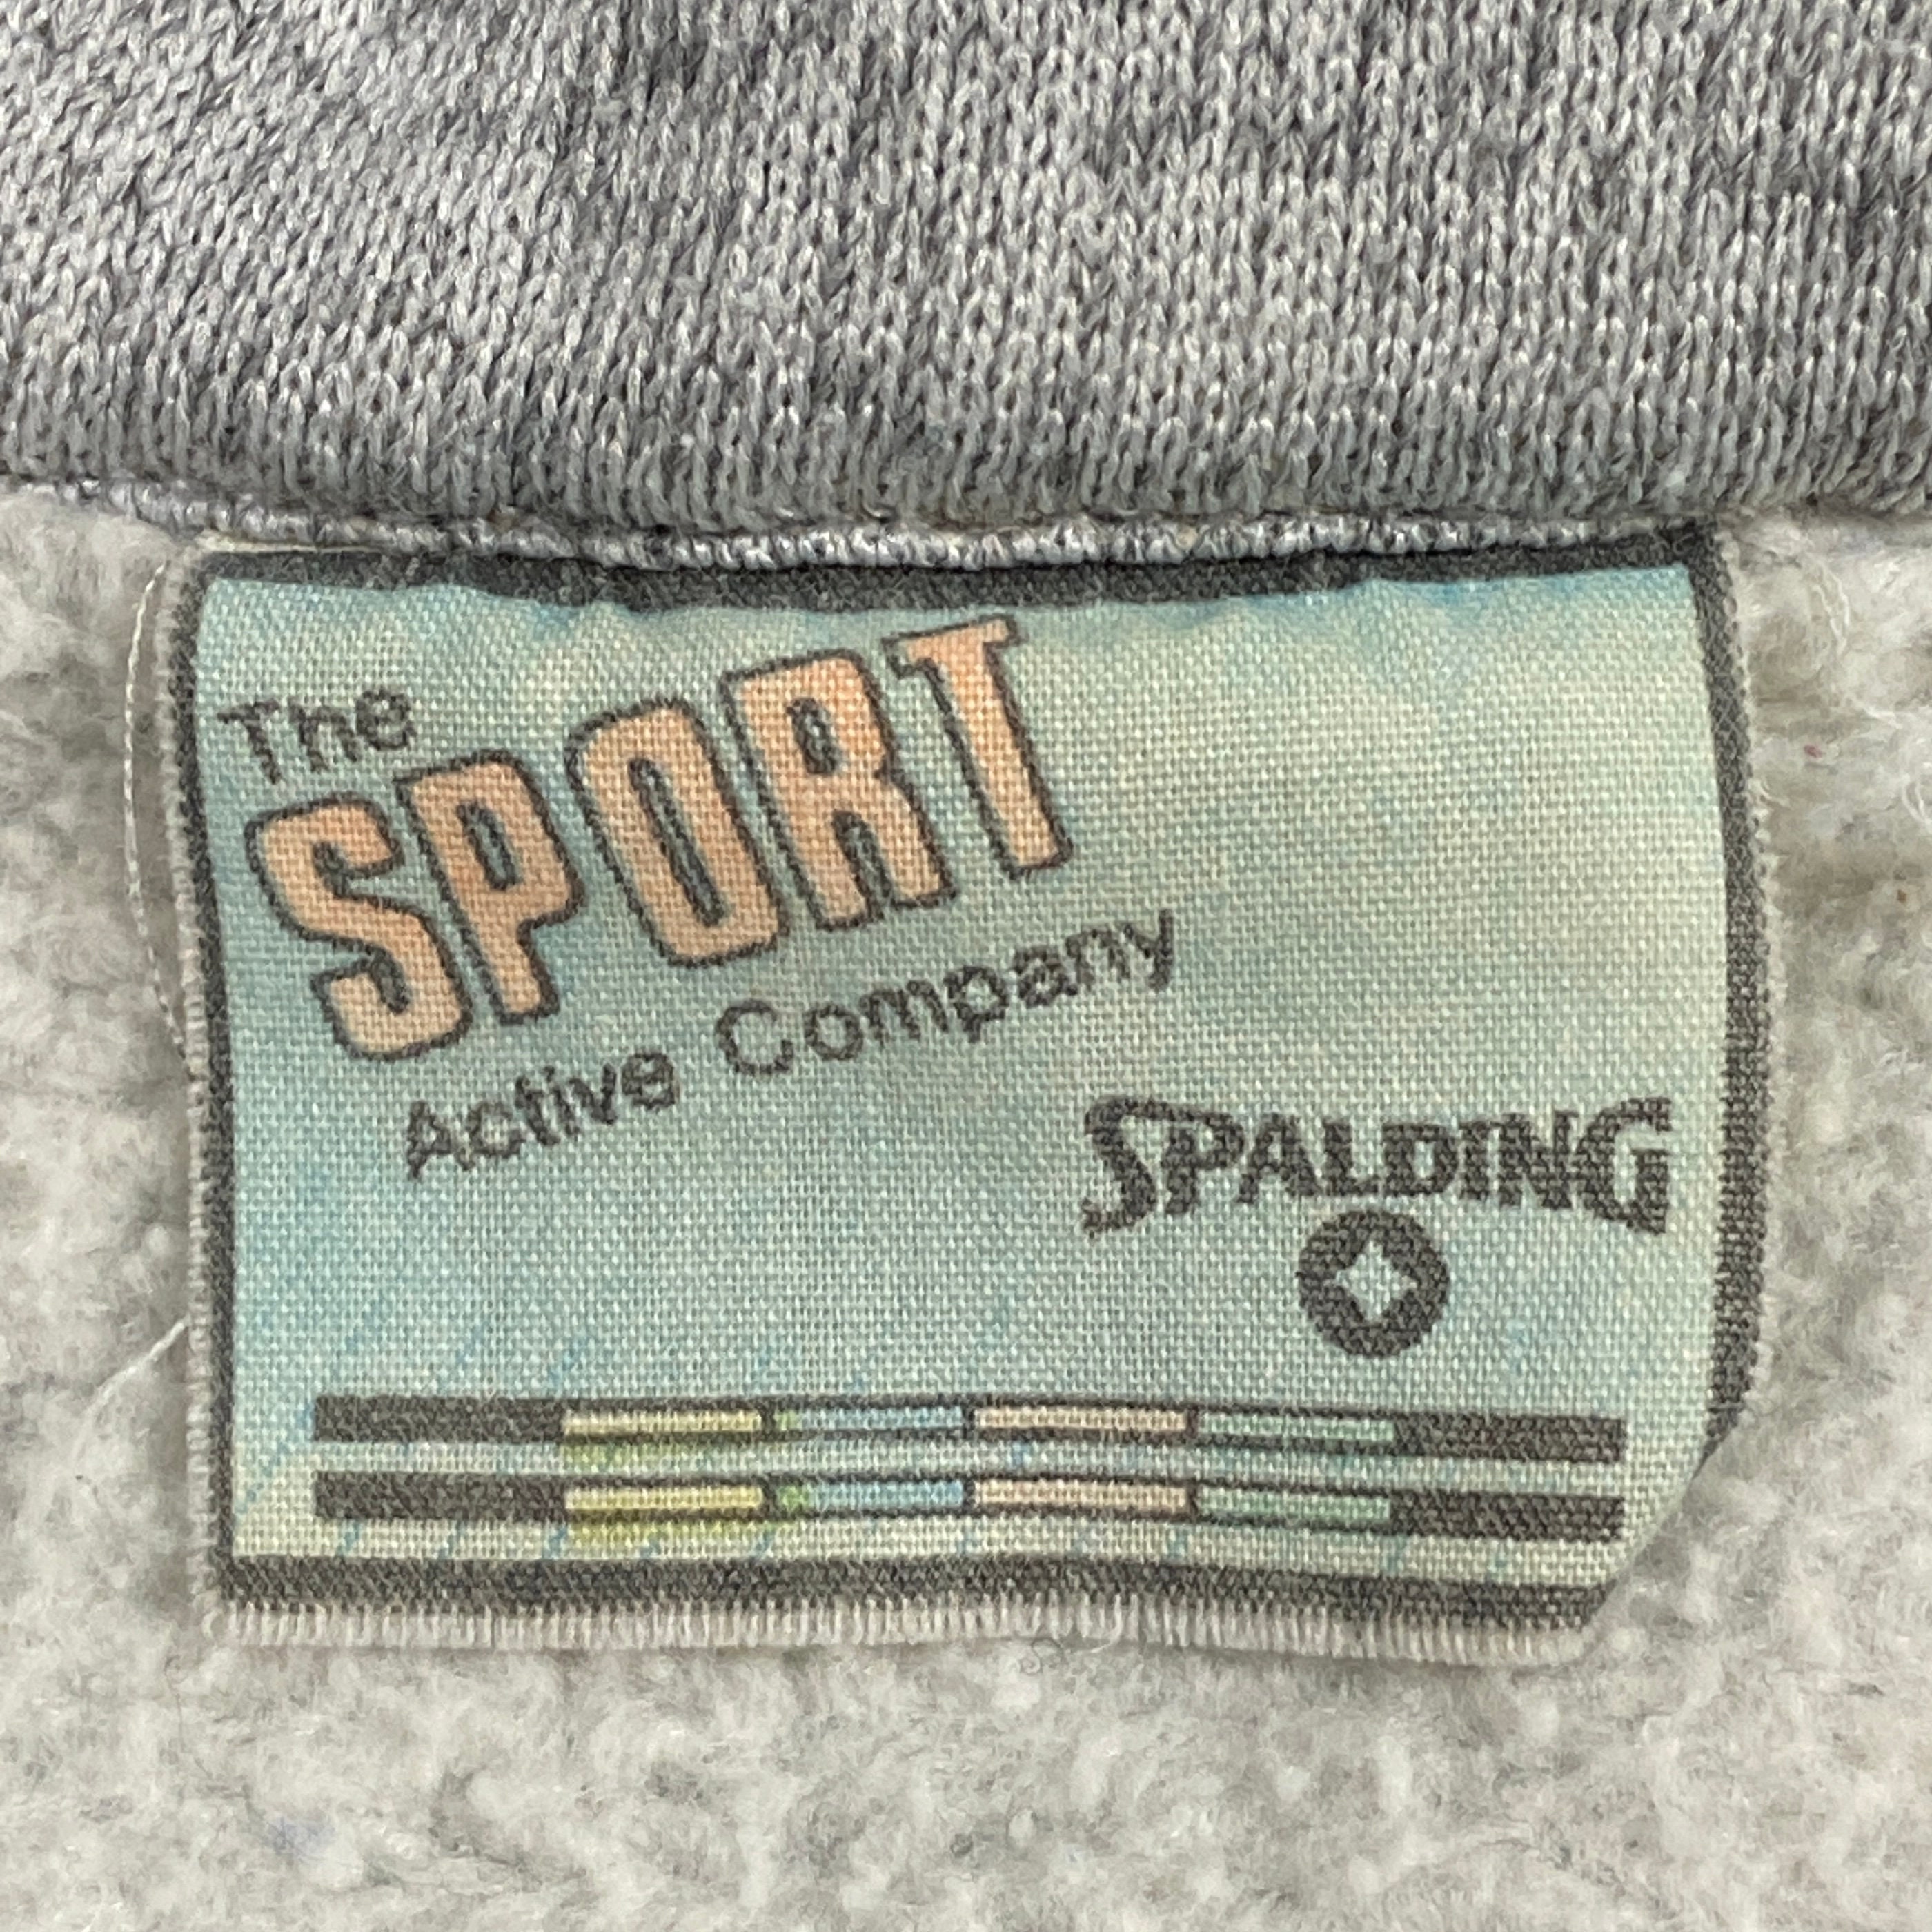 The
SPORT
Active Company
SPALDING